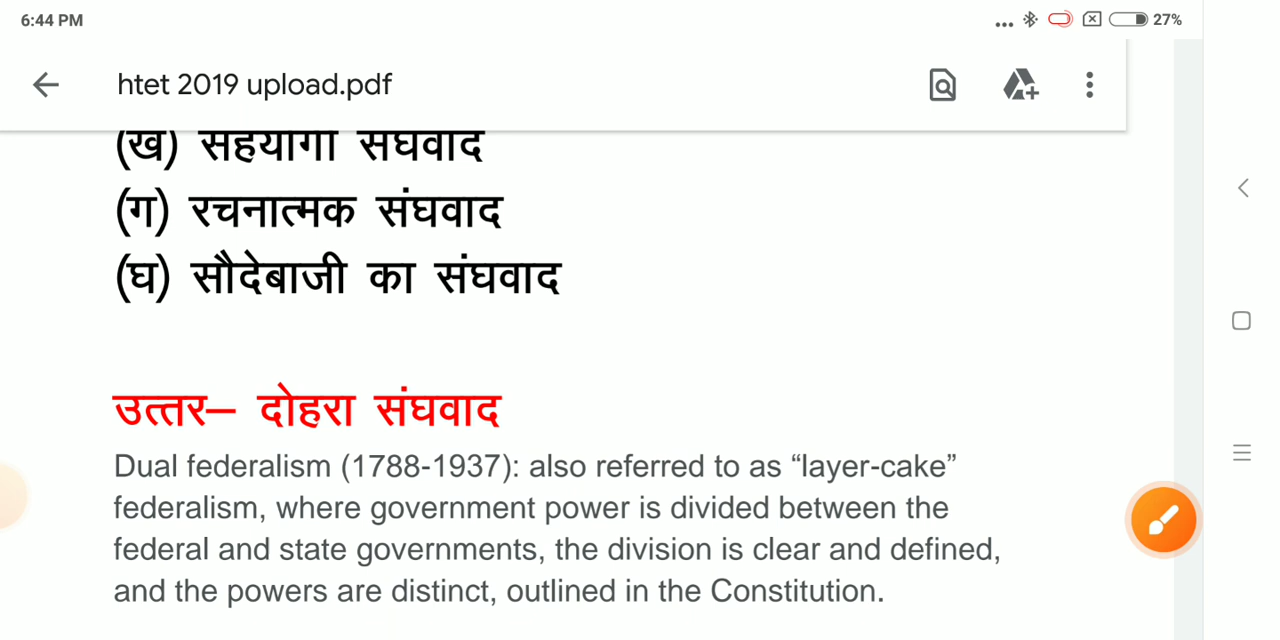 6:44 PM
27%
htet 2019 upload.pdf
(ख) सहयोगी संघवाद
(ग) रचनात्मक संघवाद
(घ) सौदेबाजी का संघवाद
उत्तर– दोहरा संघवाद
Dual federalism (1788-1937): also referred to as “layer-cake”
federalism, where government power is divided between the
federal and state governments, the division is clear and defined,
and the powers are distinct, outlined in the Constitution.